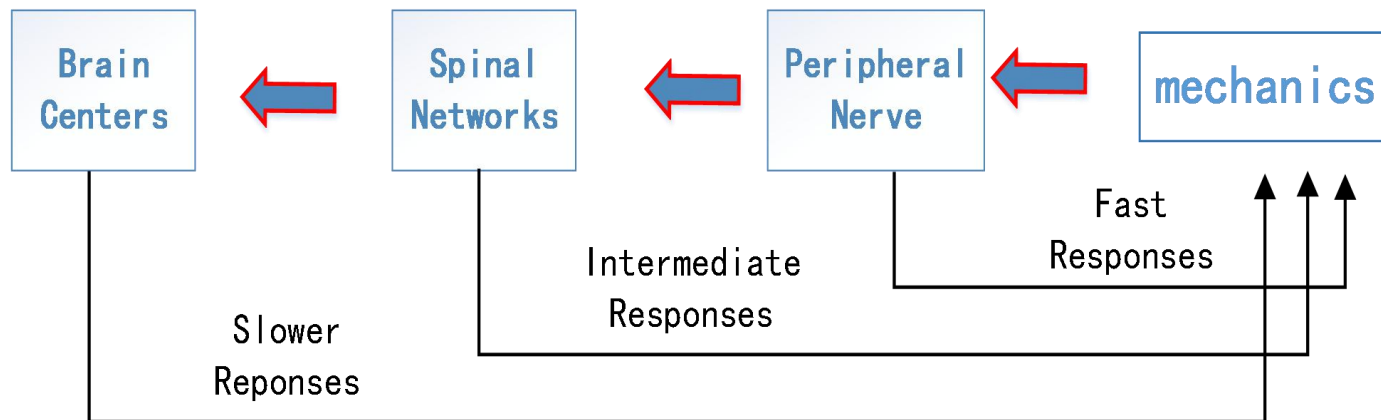 Brain
Centers
Spinal
Networks
Peripheral
Nerve
mechanics
Fast
Responses
Intermediate
Responses
Slower
Reponses